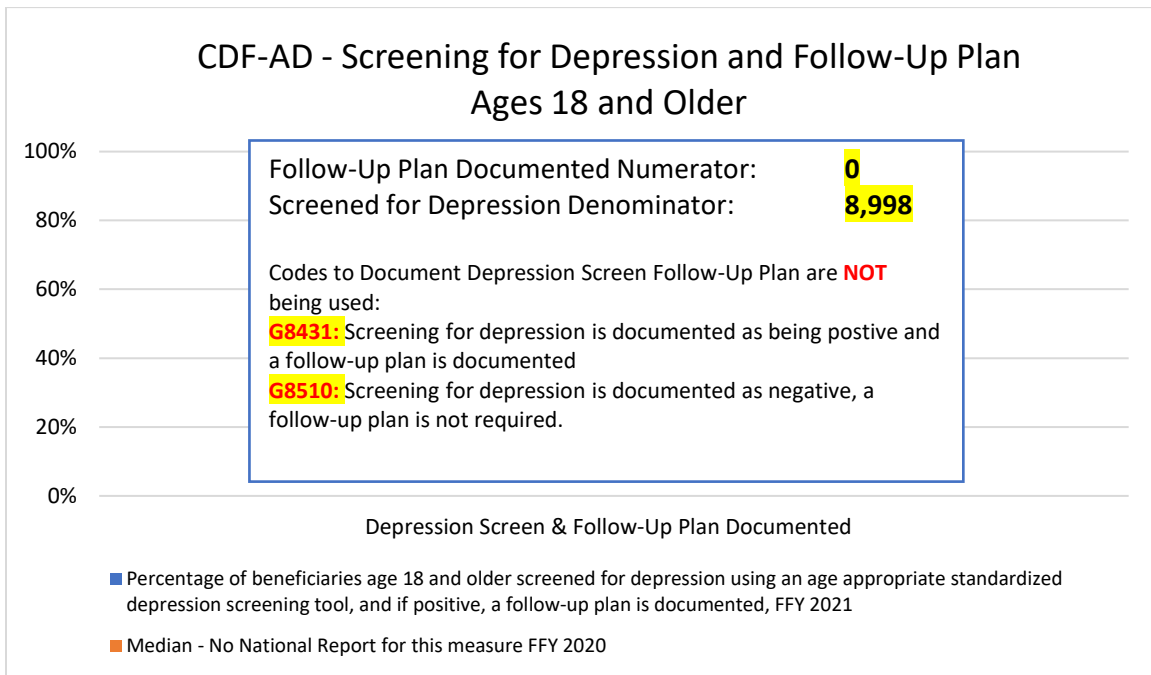 CDF-AD - Screening for Depression and Follow-Up Plan
Ages 18 and Older
100%
80%
60%
40%
20%
0%
Follow-Up Plan Documented Numerator: 0
Screened for Depression Denominator: 8,998
Codes to Document Depression Screen Follow-Up Plan are NOT
being used:
G8431: Screening for depression is documented as being postive and
a follow-up plan is documented
G8510: Screening for depression is documented as negative, a
follow-up plan is not required.
Depression Screen & Follow-Up Plan Documented
Percentage of beneficiaries age 18 and older screened for depression using an age appropriate standardized
depression screening tool, and if positive, a follow-up plan is documented, FFY 2021
Median - No National Report for this measure FFY 2020